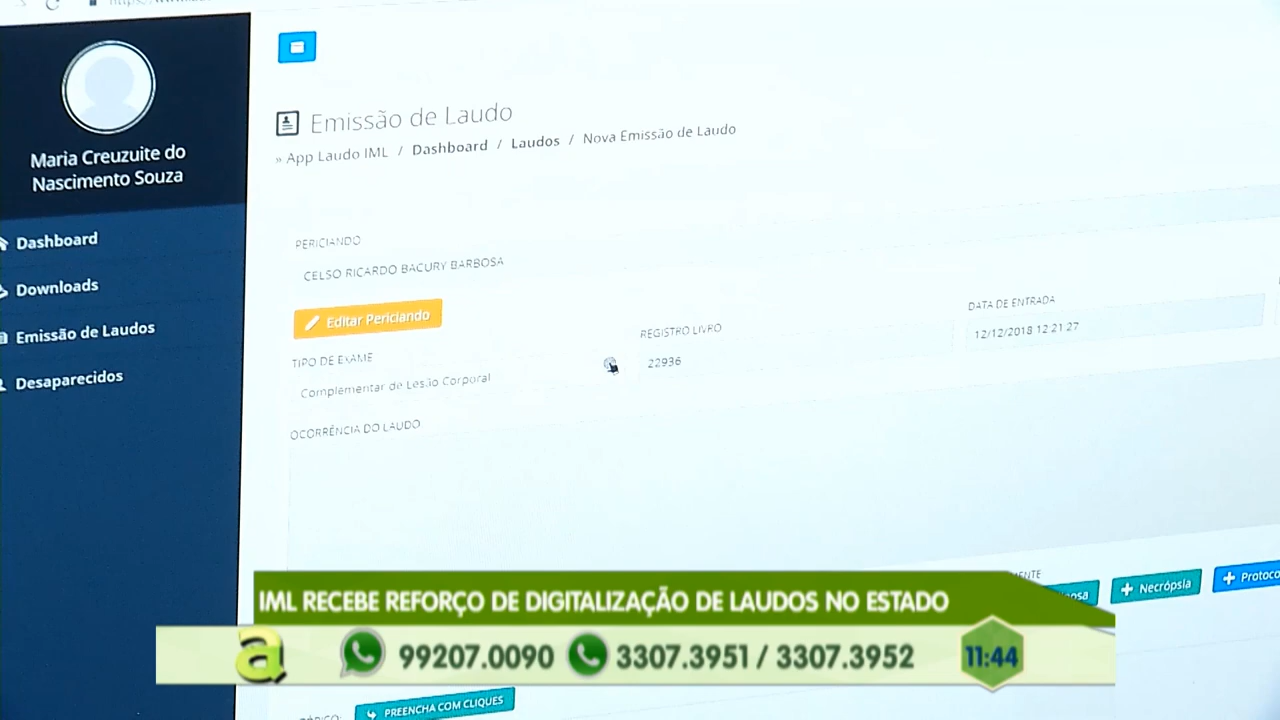 Maria Creuzuite do
Nascimento Souza
Dashboard
Downloads
Emissão de Laudos
Desaparecidos
Emissão de Laudo
» App Laudo IML / Dashboard / Laudos / Nova Emissão de Laudo
PERICIANDO
CELSO RICARDO BACURY BARBOSA
Editar Periciando
TIPO DE EXAME
Complementar de Lesão Corporal
REGISTRO LIVRO
22936
DATA DE ENTRADA
12/12/2018 12 21 27
OCORRÊNCIA DO LAUDO
+ Necrópsia
PREENCHA COM CLIQUES
IML RECEBE REFORÇO DE DIGITALIZAÇÃO DE LAUDOS NO ESTADO
a 99207.0090 3307.3951 / 3307.3952 11:44